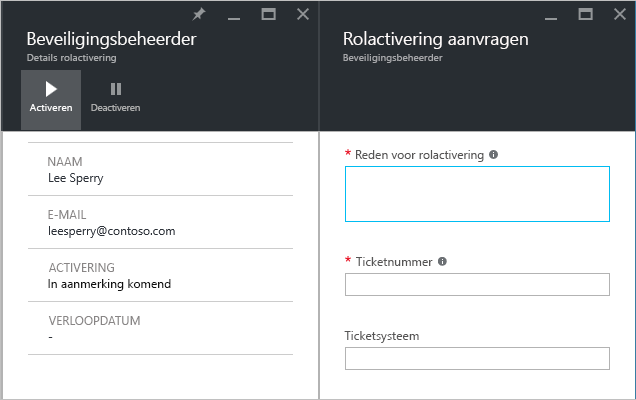 Beveiligingsbeheerder
Details rolactivering
Activeren
Deactiveren
NAAM
Lee Sperry
E-MAIL
leesperry@contoso.com
ACTIVERING
In aanmerking komend
VERLOOPDATUM
-
Rolactivering aanvragen
Beveiligingsbeheerder
* Reden voor rolactivering
* Ticketnummer
Ticketsysteem